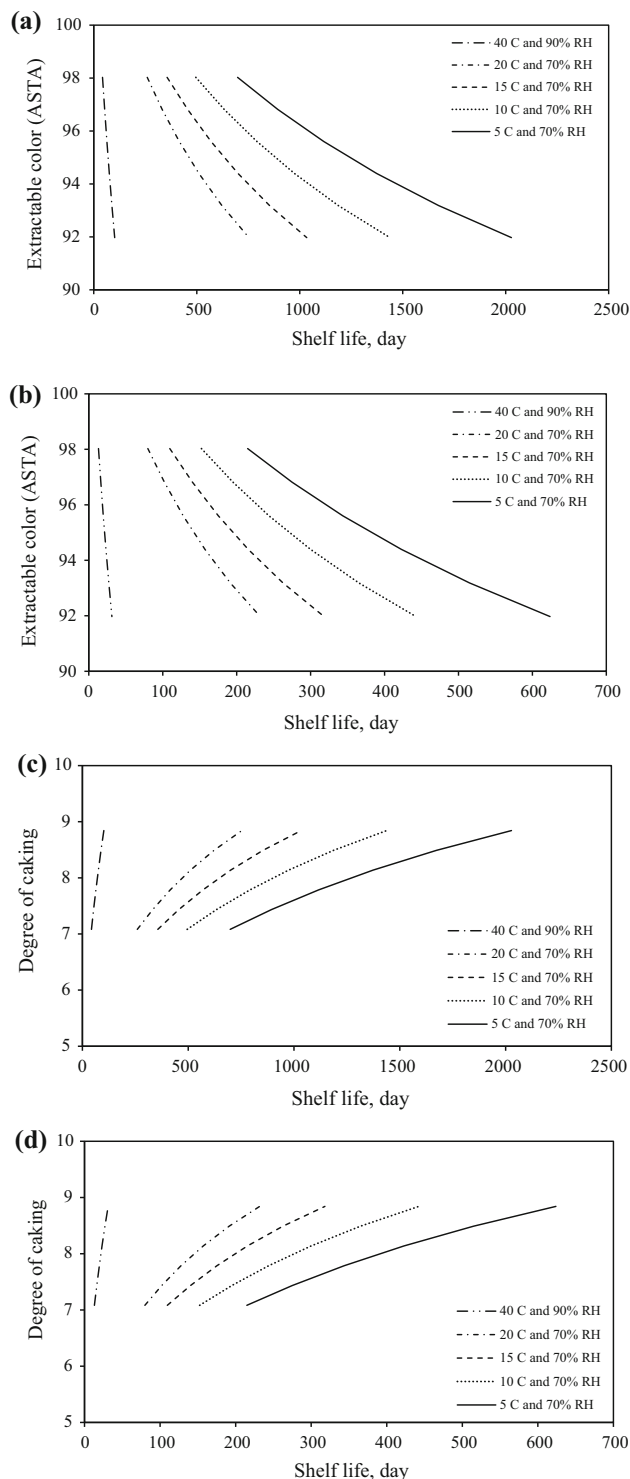 (a)
100
98
96
94
92
90
Extractable color (ASTA)
40 C and 90% RH
20 C and 70% RH
15 C and 70% RH
10 C and 70% RH
5 C and 70% RH
0 500 1000 1500 2000 2500
Shelf life, day
(b)
100
98
96
94
92
90
Extractable color (ASTA)
40 C and 90% RH
20 C and 70% RH
15 C and 70% RH
10 C and 70% RH
5 C and 70% RH
0 100 200 300 400 500 600 700
Shelf life, day
(c)
10
9
8
7
6
5
Degree of caking
40 C and 90% RH
20 C and 70% RH
15 C and 70% RH
10 C and 70% RH
5 C and 70% RH
0 500 1000 1500 2000 2500
Shelf life, day
(d)
10
9
8
7
6
5
Degree of caking
40 C and 90% RH
20 C and 70% RH
15 C and 70% RH
10 C and 70% RH
5 C and 70% RH
0 100 200 300 400 500 600 700
Shelf life, day